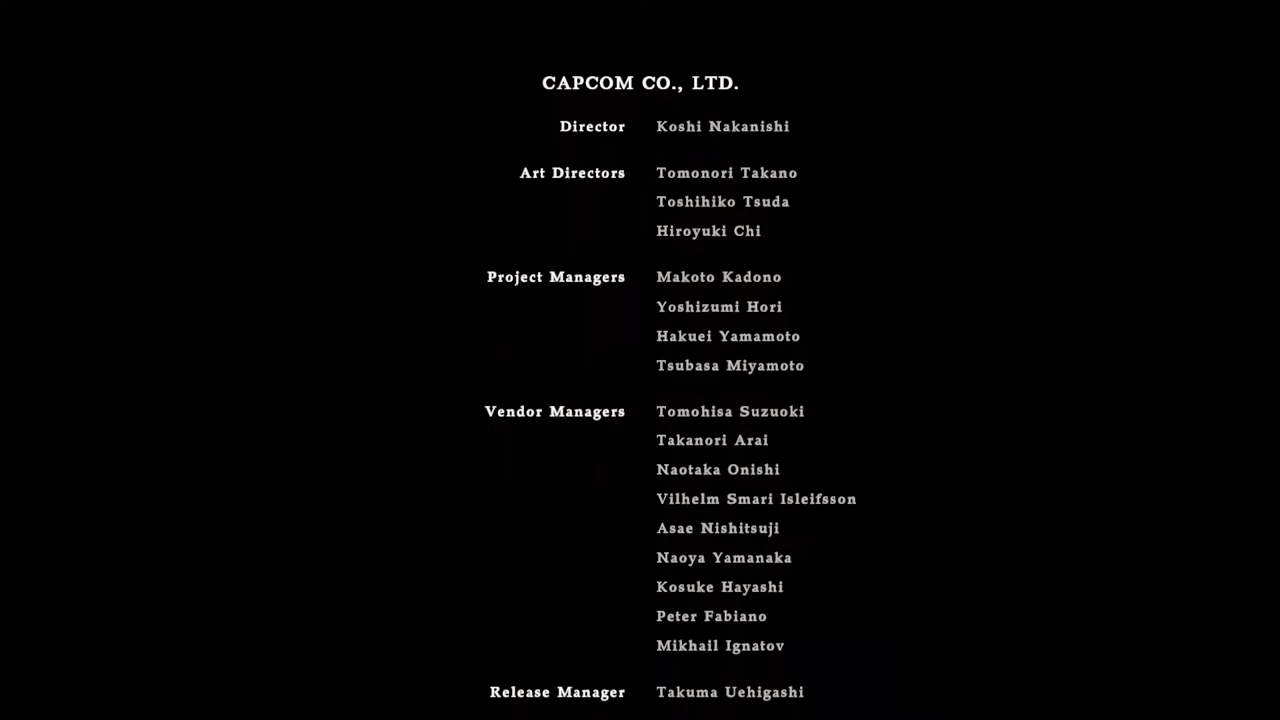 CAPCOM CO., LTD.
Director Koshi Nakanishi
Art Directors Tomonori Takano
Toshihiko Tsuda
Hiroyuki Chi
Project Managers Makoto Kadono
Yoshizumi Hori
Hakuei Yamamoto
Tsubasa Miyamoto
Vendor Managers Tomohisa Suzuoki
Takanori Arai
Naotaka Onishi
Vilhelm Smari Isleifsson
Asae Nishitsuji
Naoya Yamanaka
Kosuke Hayashi
Peter Fabiano
Mikhail Ignatov
Release Manager Takuma Uehigashi